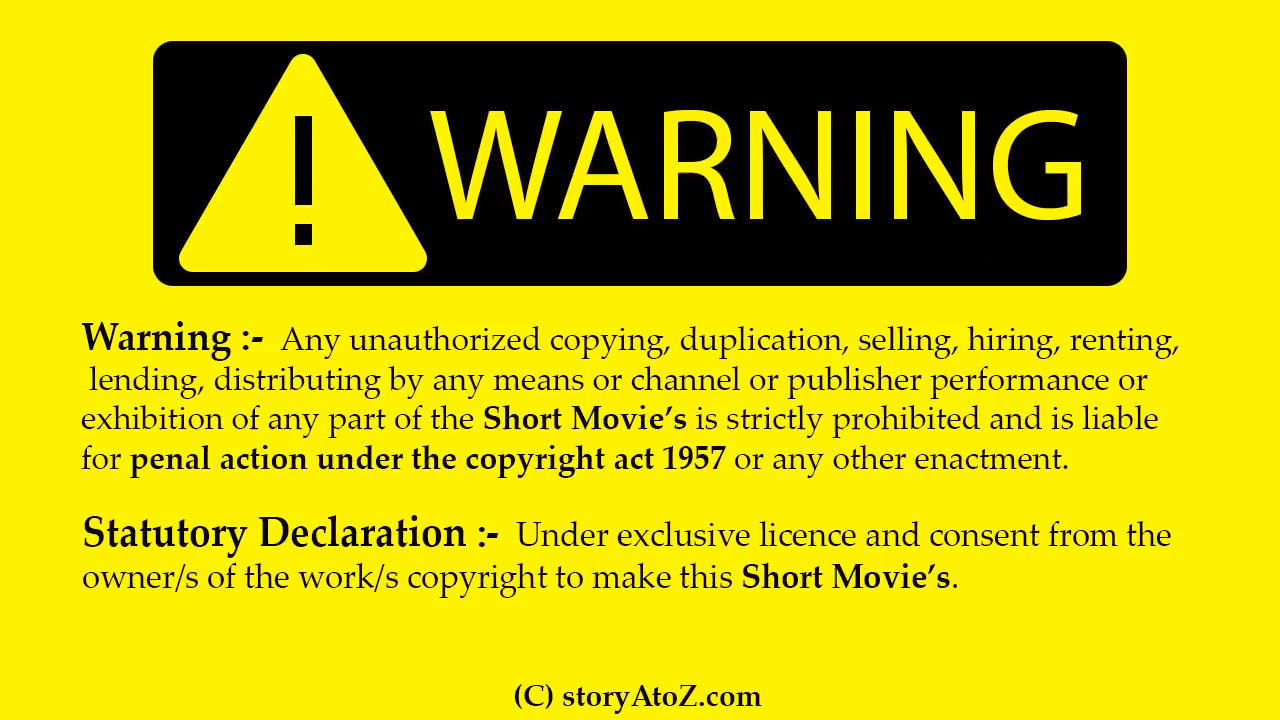 WARNING
Warning :- Any unauthorized copying, duplication, selling, hiring, renting,
lending, distributing by any means or channel or publisher performance or
exhibition of any part of the Short Movie’s is strictly prohibited and is liable
for penal action under the copyright act 1957 or any other enactment.
Statutory Declaration :- Under exclusive licence and consent from the
owner/s of the work/s copyright to make this Short Movie’s.
(C) storyAtoZ.com